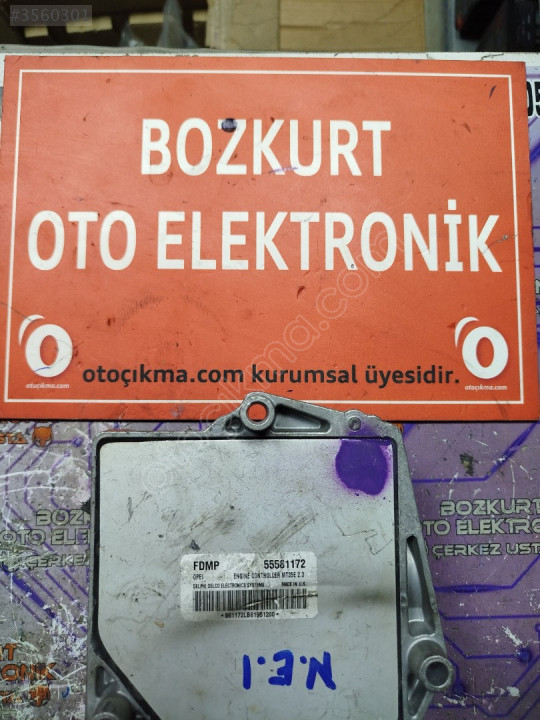 #3560301
BOZKURT
OTO ELEKTRONİK
otoçıkma.com
otoçıkma.com kurumsal üyesidir.
otoçıkma.com
FDMP 55581172
OPEL ENGINE CONTROLLER MT35E 2.3
DELPHI DELCO ELECTRONICS SYSTEMS MADE IN U.K.
N.E.1
BOZKURT
OTO ELEKTRO
ÇERKEZ USTA